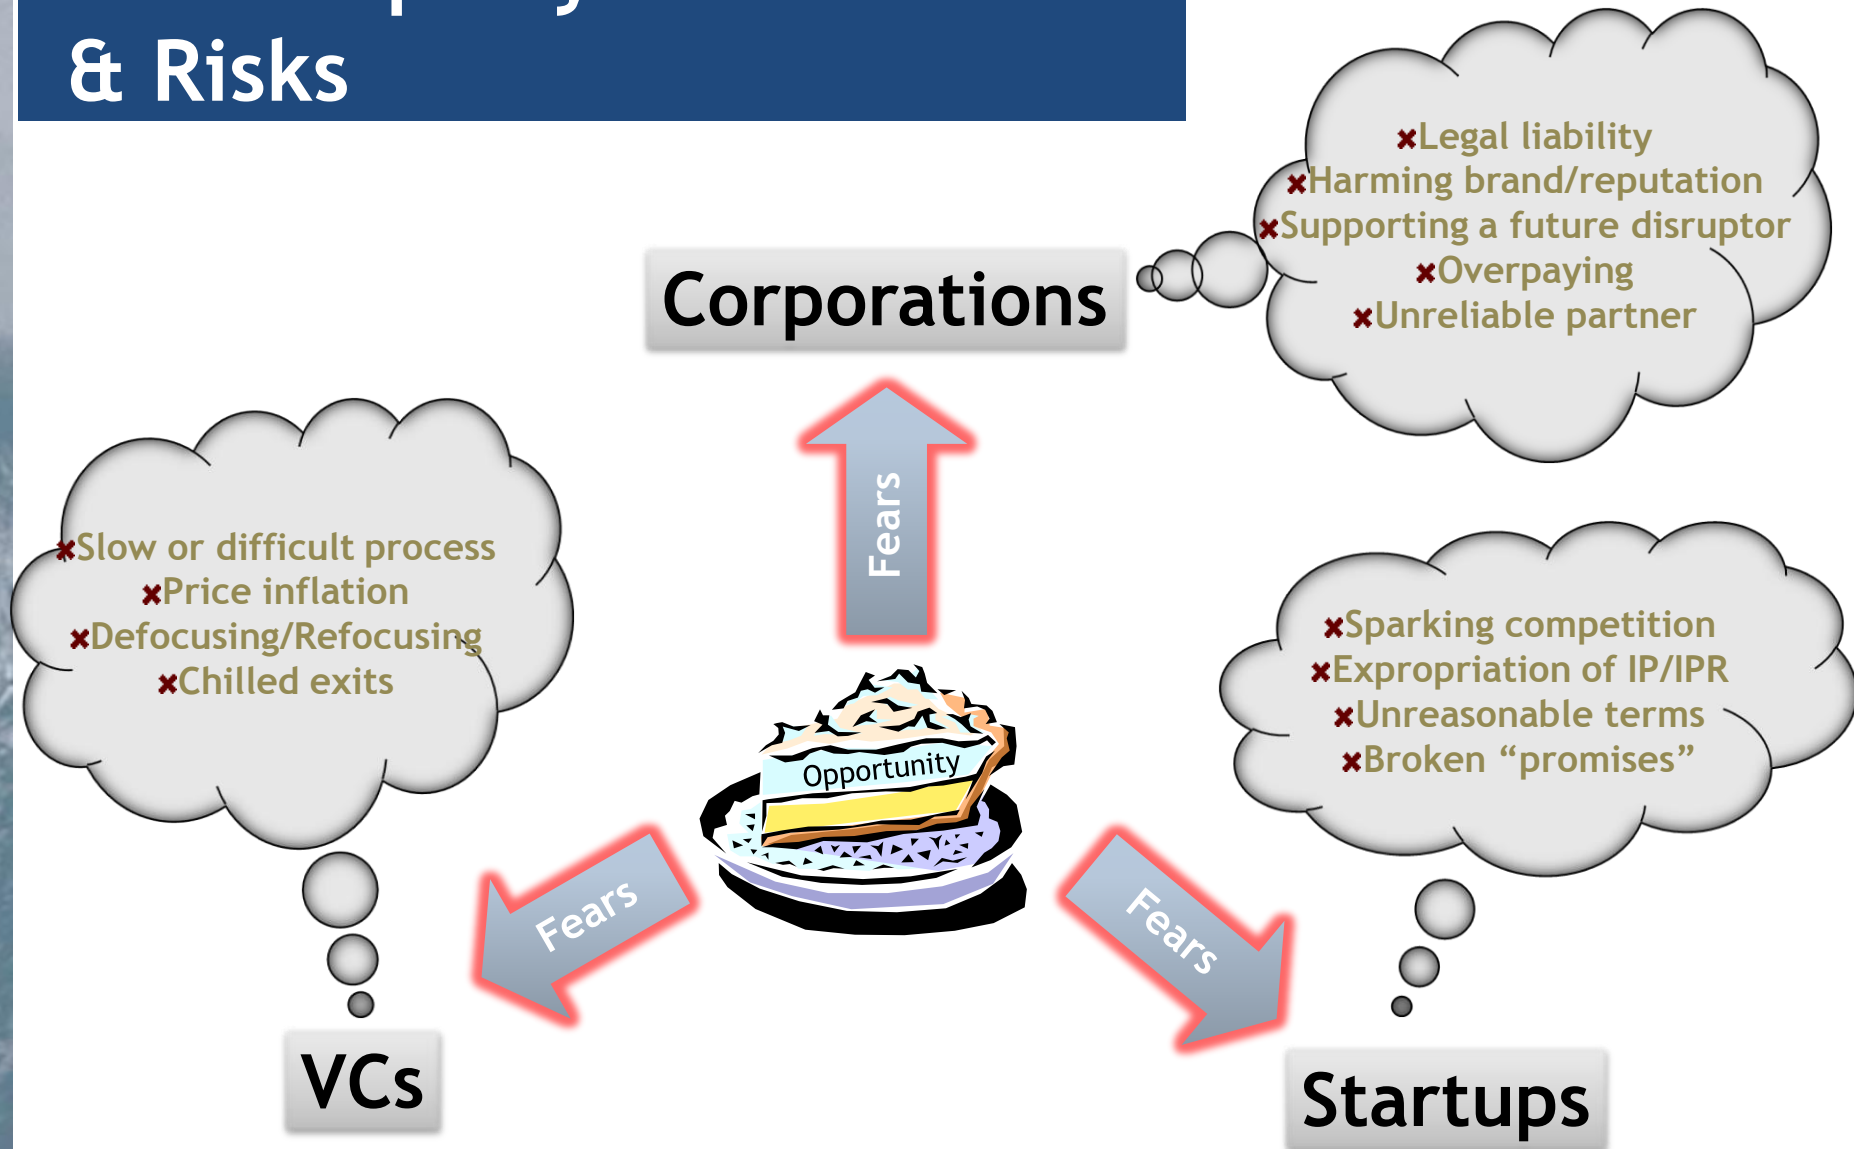 & Risks
Legal liability
Harming brand/reputation
Supporting a future disruptor
Overpaying
Unreliable partner
Corporations
Fears
Slow or difficult process
Price inflation
Defocusing/Refocusing
Chilled exits
Sparking competition
Expropriation of IP/IPR
Unreasonable terms
Broken “promises”
Opportunity
Fears
Fears
VCs
Startups